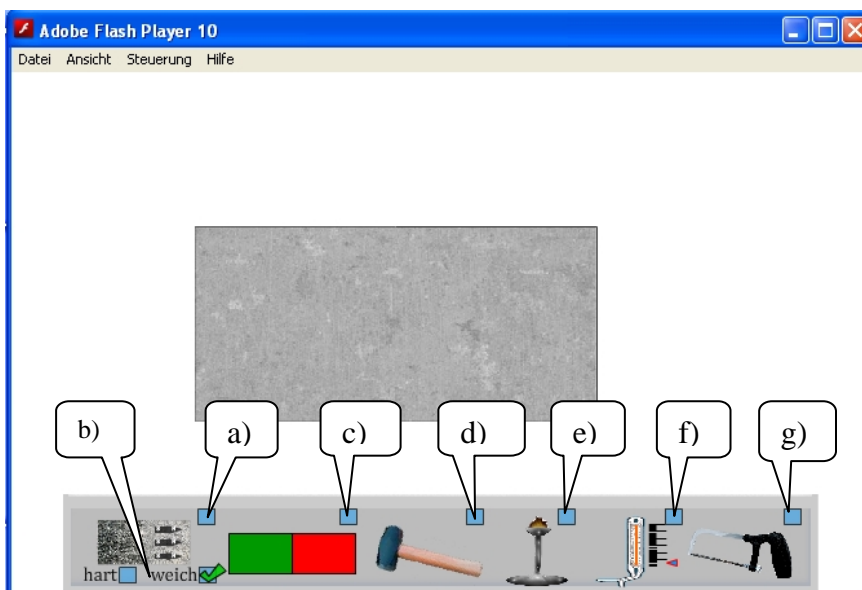 Adobe Flash Player 10
Datei Ansicht Steuerung Hilfe
b) a) c) d) e) f) g)
hart weich